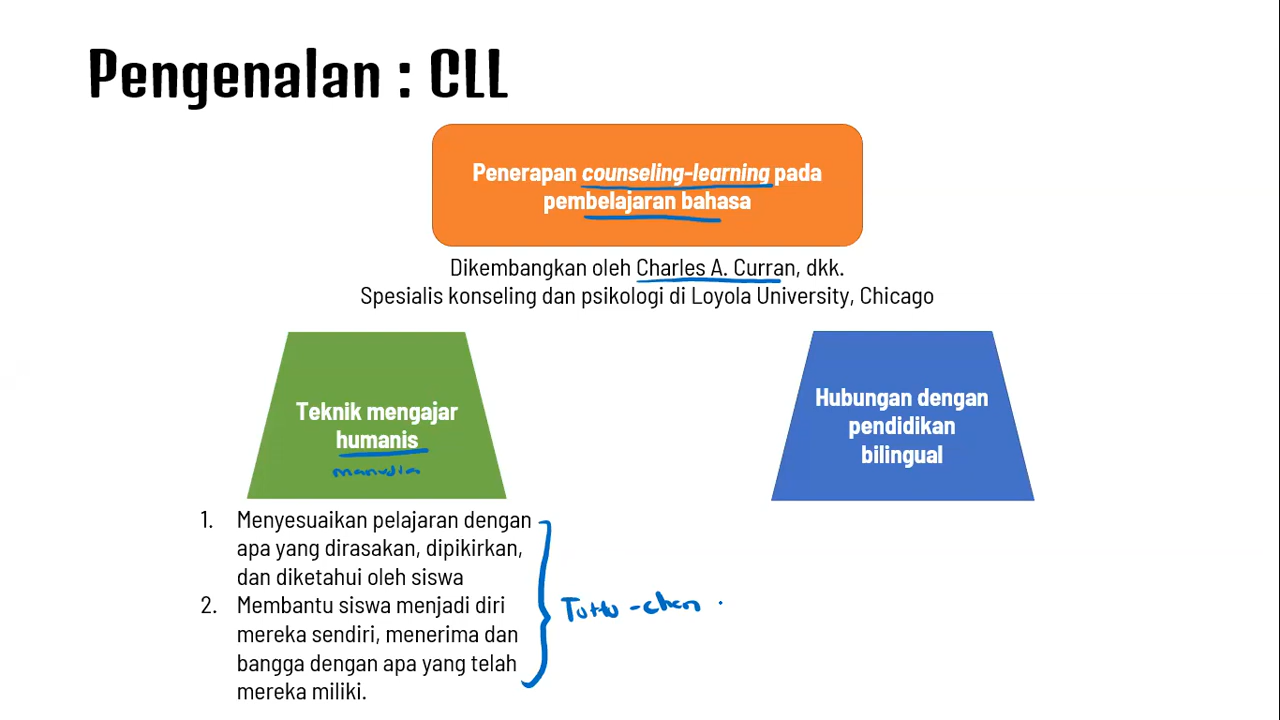 Pengenalan : CLL
Penerapan counseling-learning pada
pembelajaran bahasa
Dikembangkan oleh Charles A. Curran, dkk.
Spesialis konseling dan psikologi di Loyola University, Chicago
Teknik mengajar
humanis
manusia
Hubungan dengan
pendidikan
bilingual
1. Menyesuaikan pelajaran dengan
apa yang dirasakan, dipikirkan,
dan diketahui oleh siswa
2. Membantu siswa menjadi diri
mereka sendiri, menerima dan
bangga dengan apa yang telah
mereka miliki.
Totto-chan